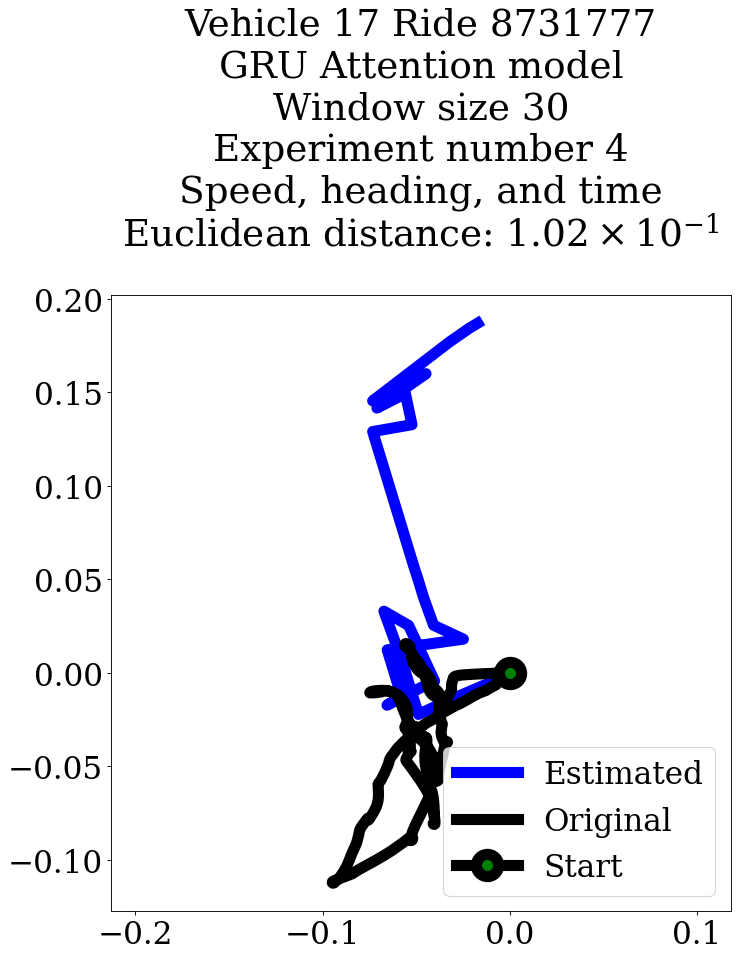 Vehicle 17 Ride 8731777
GRU Attention model
Window size 30
Experiment number 4
Speed, heading, and time
Euclidean distance: 1.02 × 10⁻¹
0.20
0.15
0.10
0.05
0.00
−0.05
−0.10
Estimated
Original
Start
−0.2
−0.1
0.0
0.1